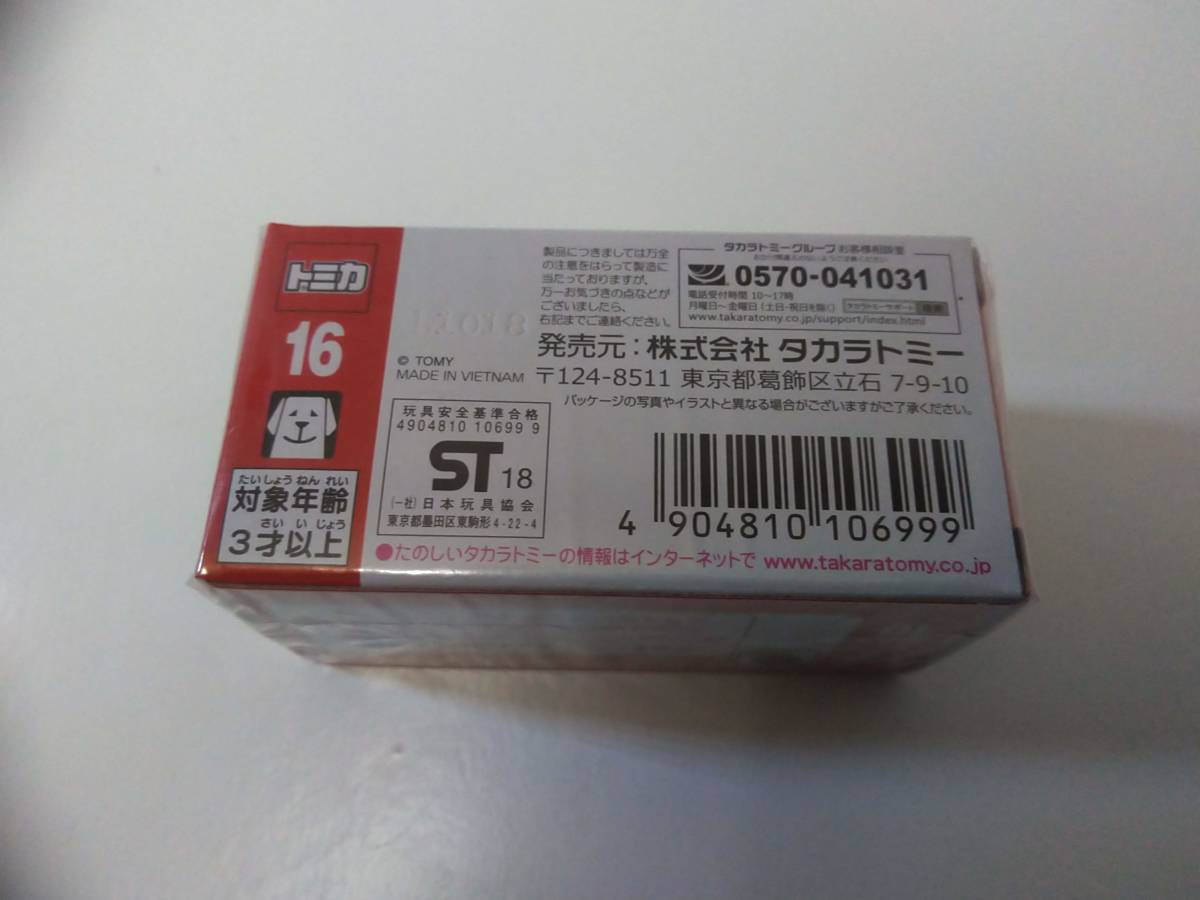 トミカ
16
たいしょう ねん れい
対象年齢
さい い じょう
3才以上
製品につきましては万全
の注意をはらって製造に
当たっておりますが、
万一お気づきの点などが
ございましたら、
右記までご連絡ください。
タカラトミーグループ お客様相談室
0570-041031
電話受付時間 10～17時
月曜日～金曜日 (土日・祝日を除く) タカラトミーサポート
www.takaratomy.co.jp/support/index.html
© TOMY
MADE IN VIETNAM
発売元：株式会社 タカラトミー
〒124-8511 東京都葛飾区立石 7-9-10
パッケージの写真やイラストと異なる場合がございますがご了承ください。
玩具安全基準合格
4904810 10699 9
ST 18
(一社) 日本玩具協会
東京都墨田区東駒形4-22-4
4 904810 106999
●たのしいタカラトミーの情報はインターネットで www.takaratomy.co.jp